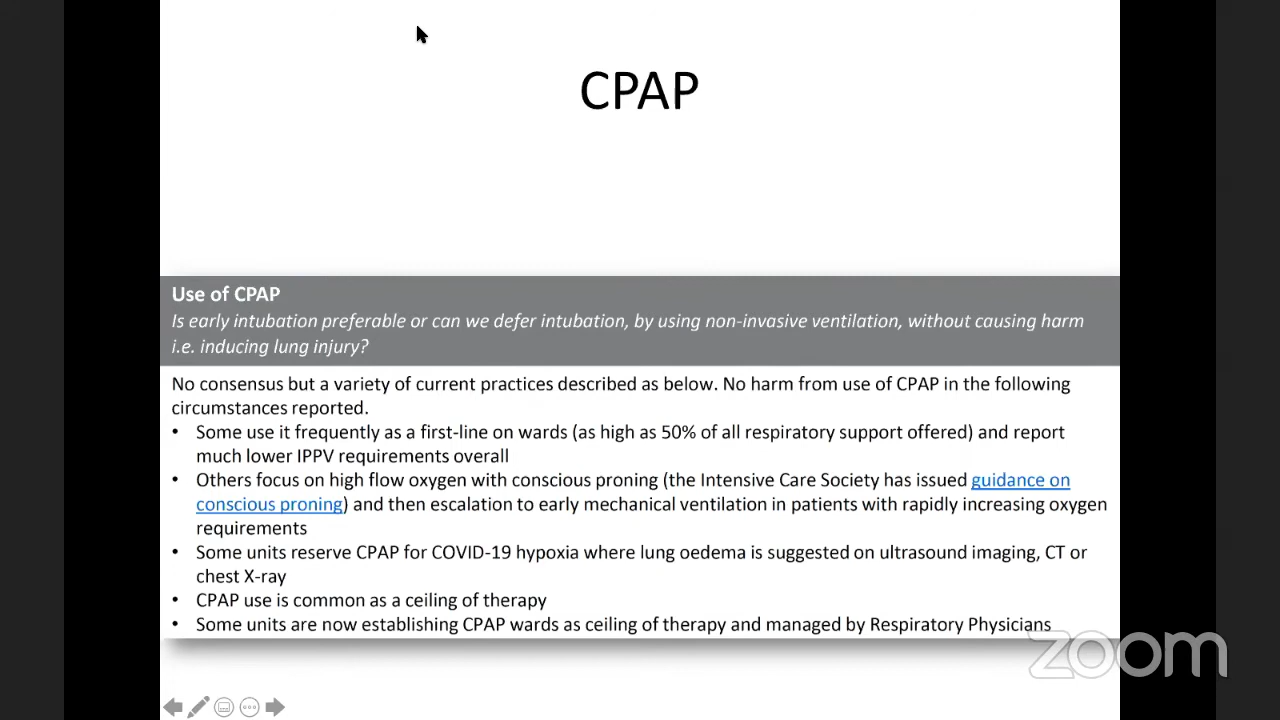 CPAP
Use of CPAP
Is early intubation preferable or can we defer intubation, by using non-invasive ventilation, without causing harm
i.e. inducing lung injury?
No consensus but a variety of current practices described as below. No harm from use of CPAP in the following
circumstances reported.
• Some use it frequently as a first-line on wards (as high as 50% of all respiratory support offered) and report
much lower IPPV requirements overall
• Others focus on high flow oxygen with conscious proning (the Intensive Care Society has issued guidance on
conscious proning) and then escalation to early mechanical ventilation in patients with rapidly increasing oxygen
requirements
• Some units reserve CPAP for COVID-19 hypoxia where lung oedema is suggested on ultrasound imaging, CT or
chest X-ray
• CPAP use is common as a ceiling of therapy
• Some units are now establishing CPAP wards as ceiling of therapy and managed by Respiratory Physicians
zoom